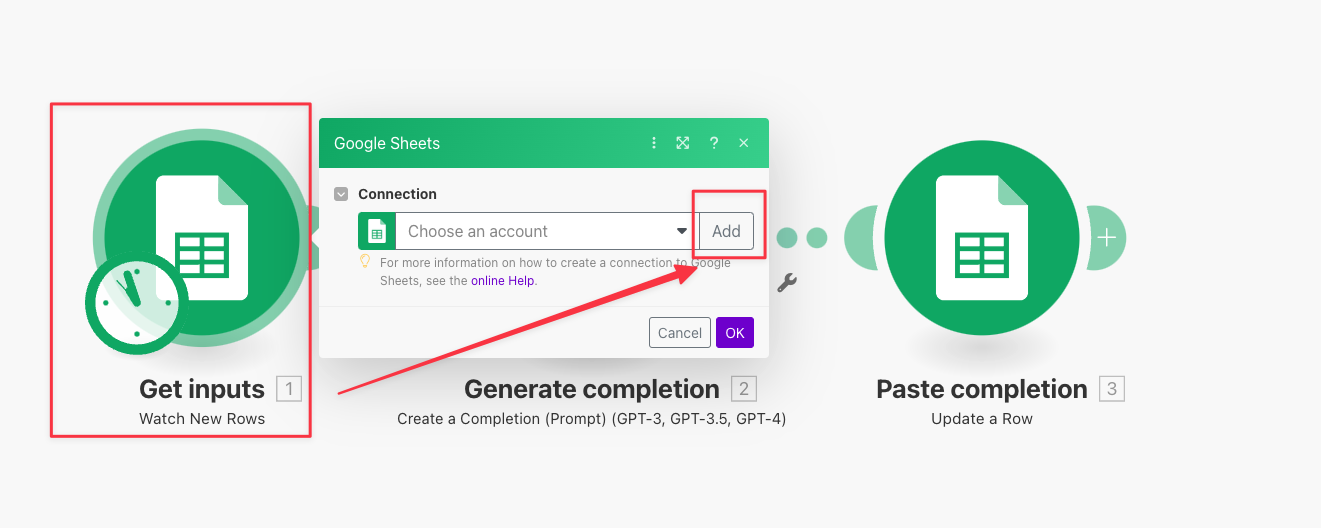 Google Sheets
?
Connection
Choose an account
Add
For more information on how to create a connection to Google
Sheets, see the online Help.
Cancel
OK
Get inputs 1
Watch New Rows
Generate completion 2
Create a Completion (Prompt) (GPT-3, GPT-3.5, GPT-4)
Paste completion 3
Update a Row